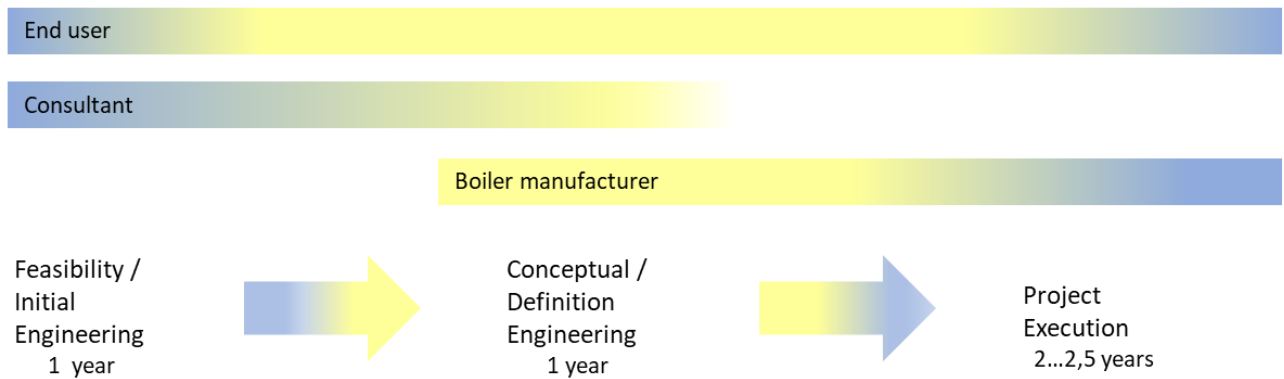 End user
Consultant
Boiler manufacturer
Feasibility /
Initial
Engineering
1 year
Conceptual /
Definition
Engineering
1 year
Project
Execution
2...2,5 years